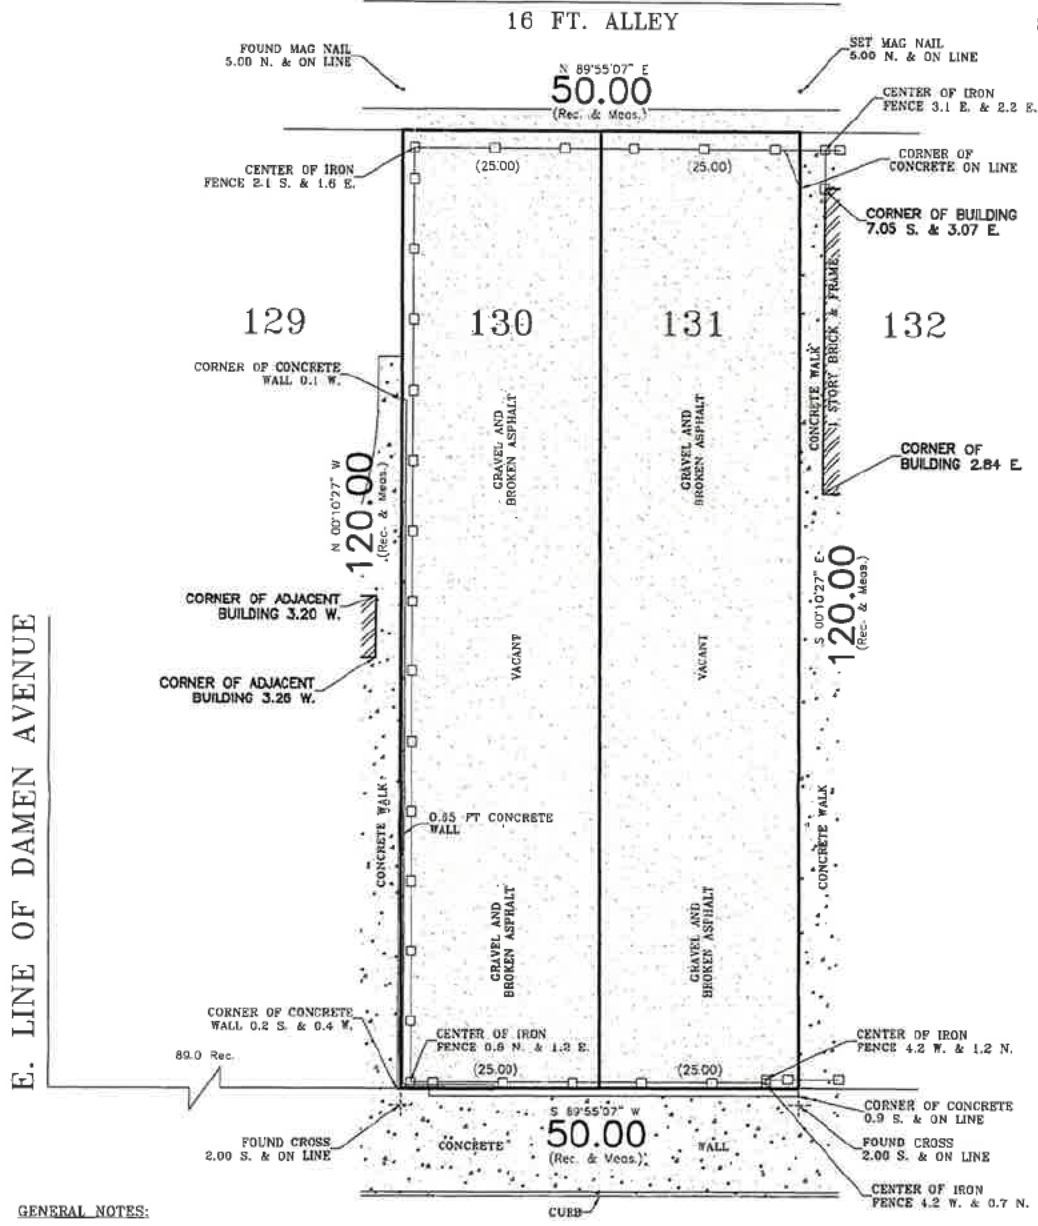 16 FT. ALLEY
FOUND MAG NAIL
5.00 N. & ON LINE
SET MAG NAIL
5.00 N. & ON LINE
N 89°55'07" E
50.00
(Rec. & Meas.)
CENTER OF IRON
FENCE 3.1 E. & 2.2 E.
CENTER OF IRON
FENCE 2.1 S. & 1.6 E.
(25.00)
(25.00)
CORNER OF
CONCRETE ON LINE
CORNER OF BUILDING
7.05 S. & 3.07 E.
129
130
131
132
1 STORY BRICK & FRAME
CONCRETE WALK
CORNER OF CONCRETE
WALL 0.1 W.
GRAVEL AND
BROKEN ASPHALT
GRAVEL AND
BROKEN ASPHALT
CORNER OF
BUILDING 2.84 E.
N 00°10'27" W
120.00
(Rec. & Meas.)
S 00°10'27" E
120.00
(Rec. & Meas.)
CORNER OF ADJACENT
BUILDING 3.20 W.
VACANT
VACANT
CORNER OF ADJACENT
BUILDING 3.26 W.
E. LINE OF DAMEN AVENUE
CONCRETE WALK
0.85 FT CONCRETE
WALL
CONCRETE WALK
GRAVEL AND
BROKEN ASPHALT
GRAVEL AND
BROKEN ASPHALT
CORNER OF CONCRETE
WALL 0.2 S. & 0.4 W.
89.0 Rec.
CENTER OF IRON
FENCE 0.8 N. & 1.2 E.
CENTER OF IRON
FENCE 4.2 W. & 1.2 N.
(25.00)
(25.00)
S 89°55'07" W
50.00
(Rec. & Meas.)
CORNER OF CONCRETE
0.9 S. & ON LINE
FOUND CROSS
2.00 S. & ON LINE
CONCRETE
WALL
FOUND CROSS
2.00 S. & ON LINE
CENTER OF IRON
FENCE 4.2 W. & 0.7 N.
CURB
GENERAL NOTES: